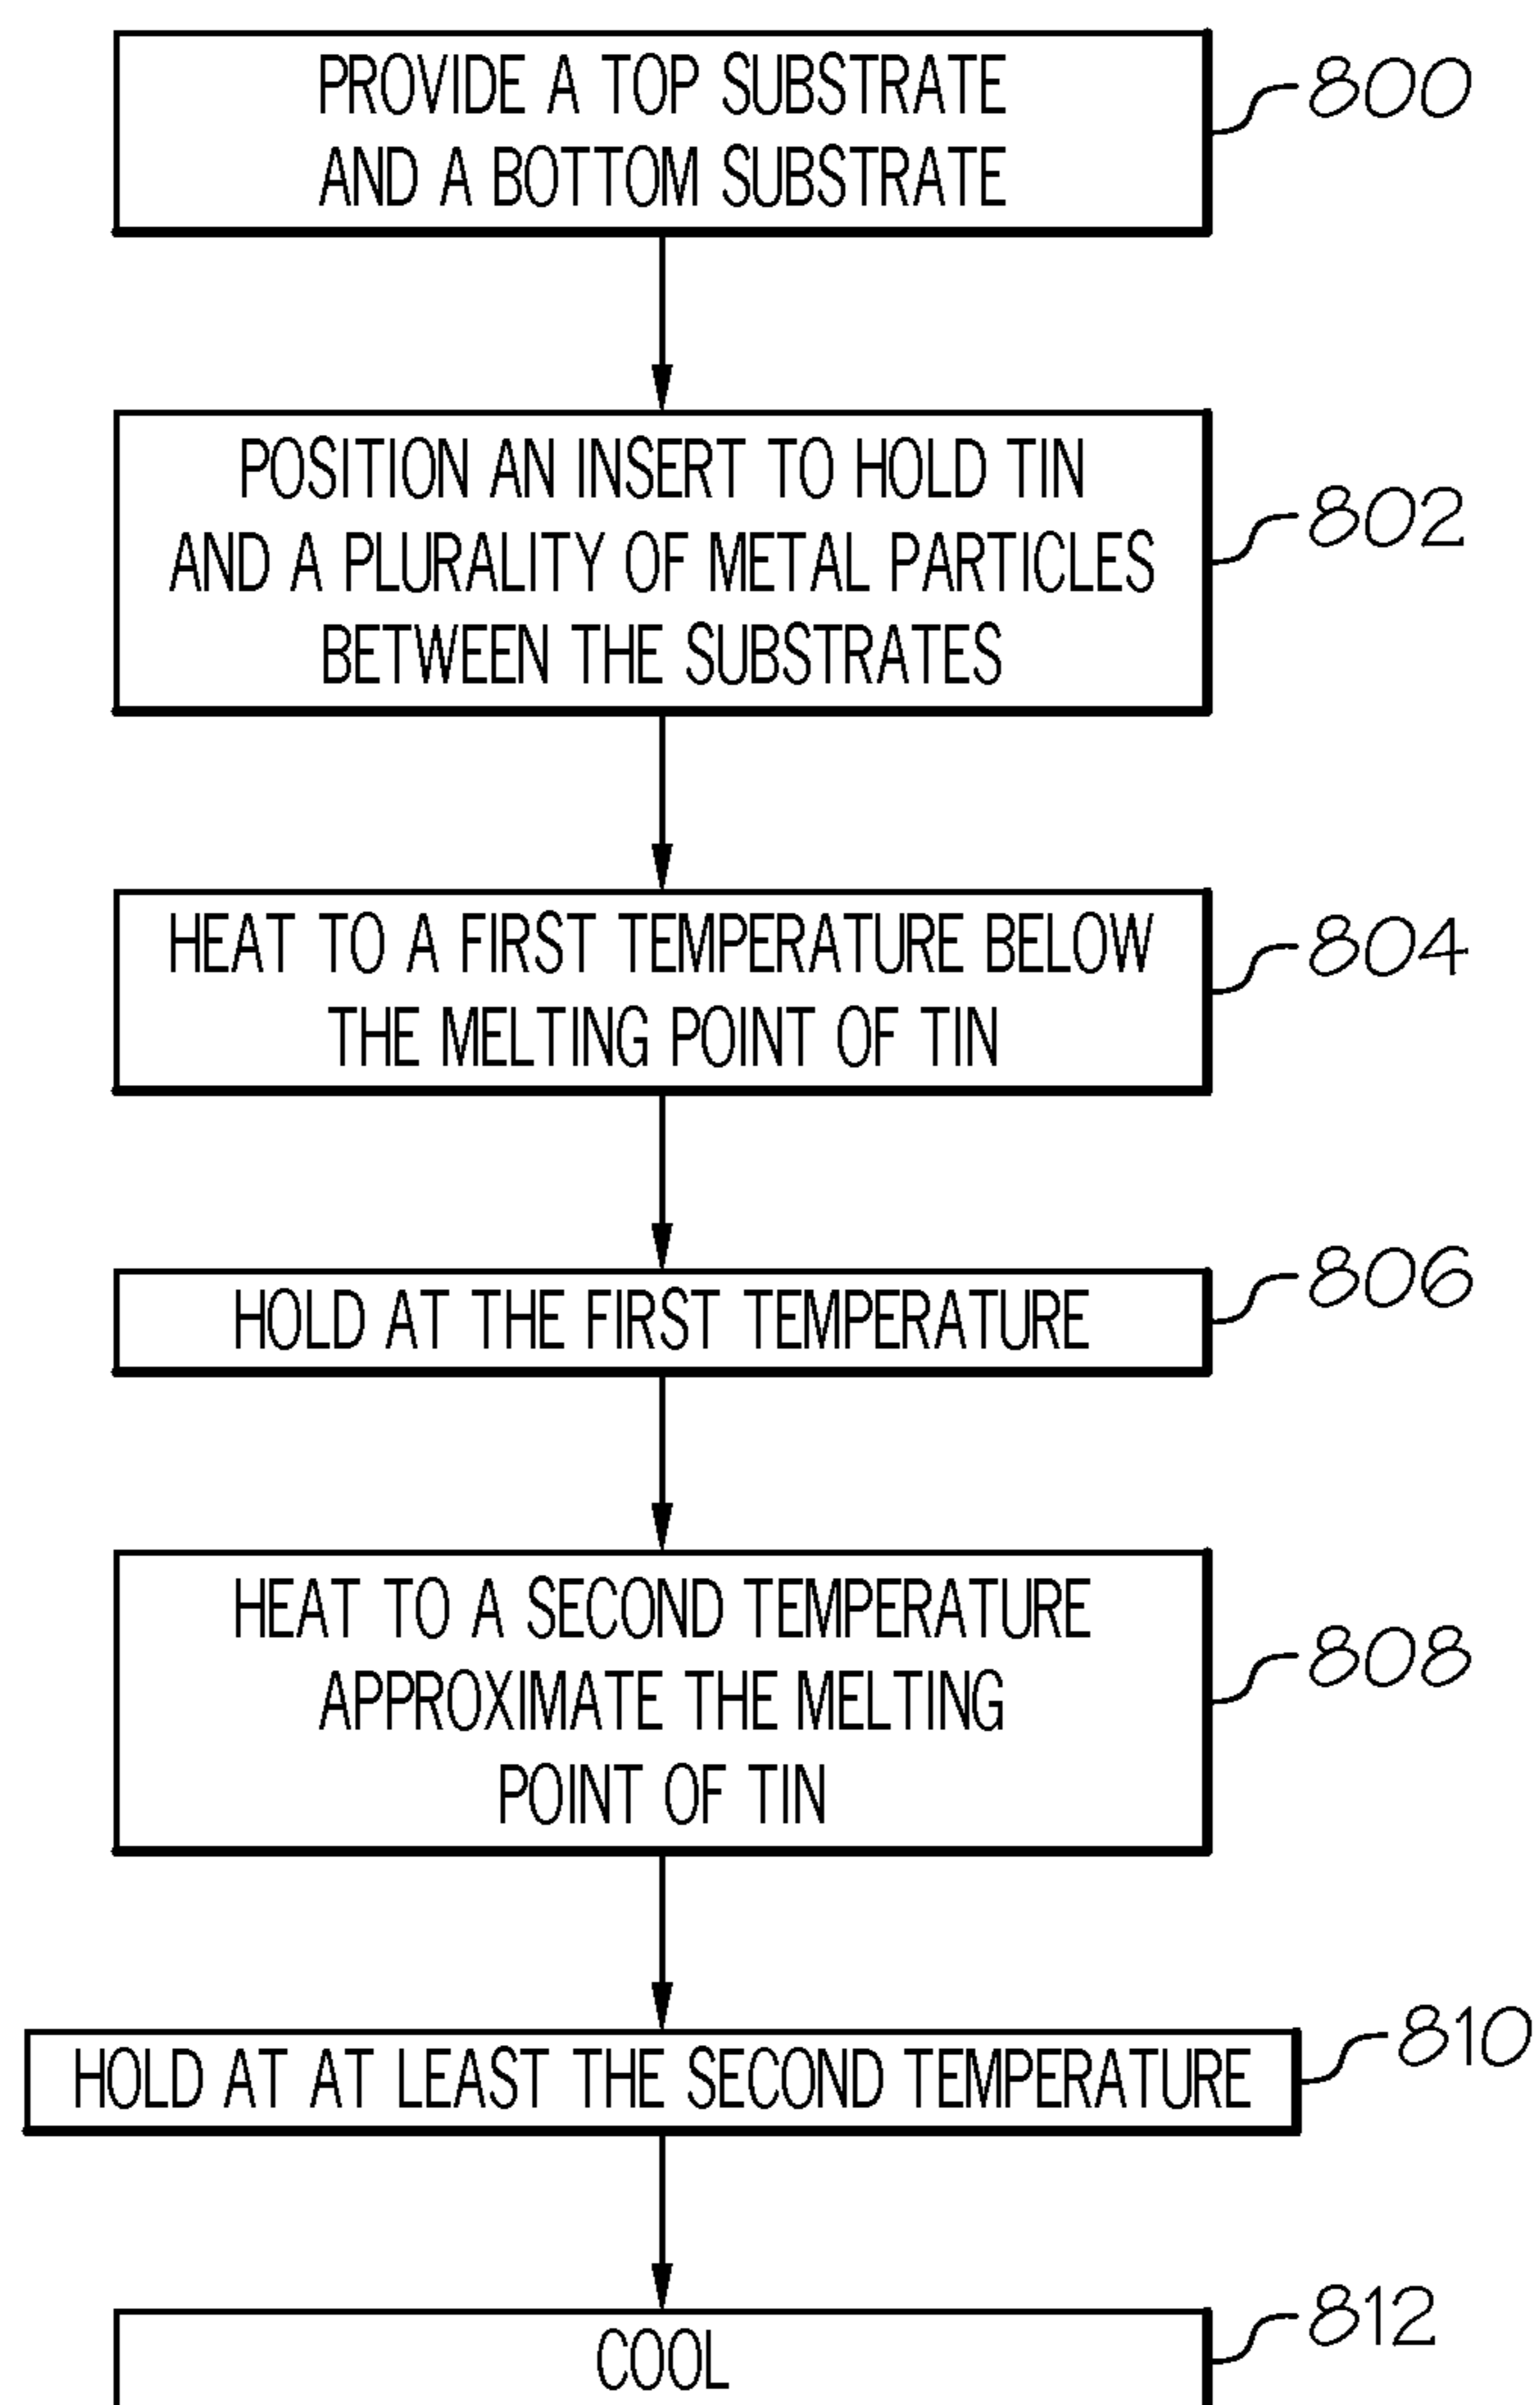 PROVIDE A TOP SUBSTRATE
AND A BOTTOM SUBSTRATE
800
POSITION AN INSERT TO HOLD TIN
AND A PLURALITY OF METAL PARTICLES
BETWEEN THE SUBSTRATES
802
HEAT TO A FIRST TEMPERATURE BELOW
THE MELTING POINT OF TIN
804
HOLD AT THE FIRST TEMPERATURE
806
HEAT TO A SECOND TEMPERATURE
APPROXIMATE THE MELTING
POINT OF TIN
808
HOLD AT AT LEAST THE SECOND TEMPERATURE
810
COOL
812